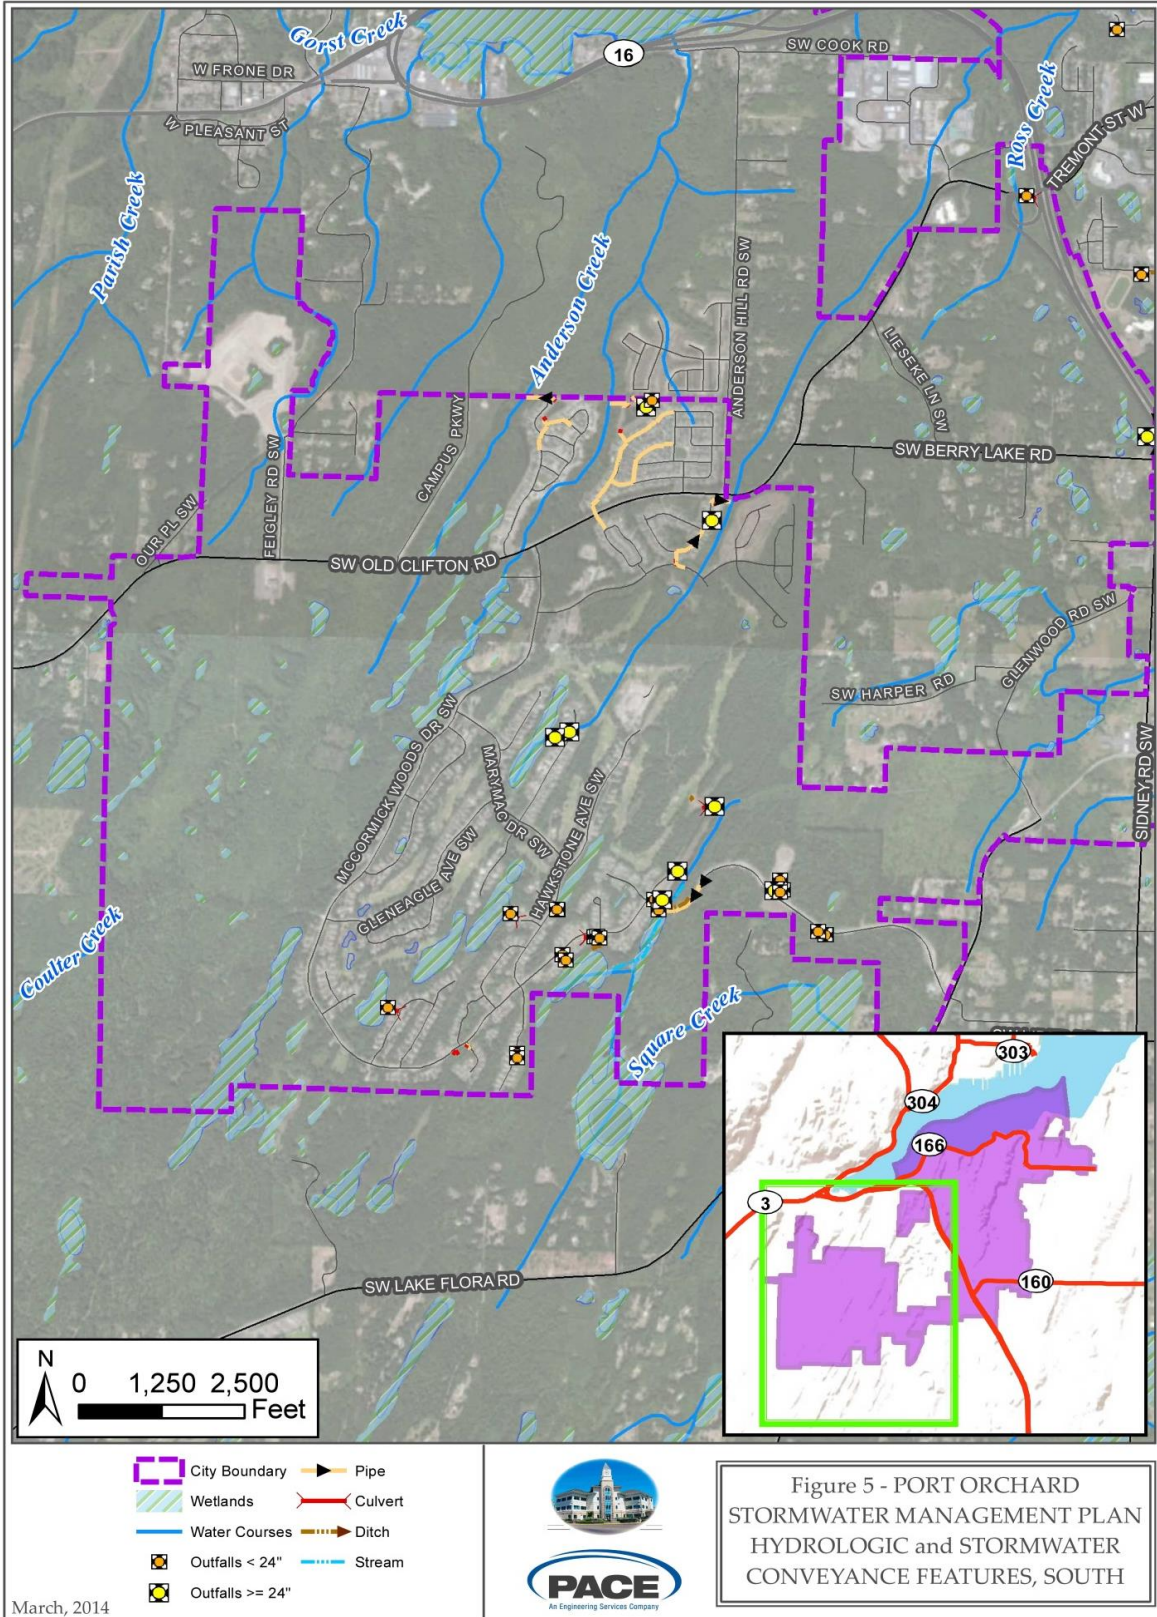 Gorst Creek
16
SW COOK RD
W FRONE DR
Ross Creek
W PLEASANT ST
TREMONT ST W
Parish Creek
Anderson Creek
ANDERSON HILL RD SW
LIESEKE LN SW
CAMPUS PKWY
SW BERRY LAKE RD
FEIGLEY RD SW
OUR PL SW
SW OLD CLIFTON RD
GLENWOOD RD SW
SW HARPER RD
MCCORMICK WOODS DR SW
MARYMAC DR SW
HAWKSTONE AVE SW
SIDNEY RD SW
GLENEAGLE AVE SW
Coulter Creek
Square Creek
SW LAKE FLORA RD
303
304
166
3
160
N
0 1,250 2,500
Feet
City Boundary
Wetlands
Water Courses
Outfalls < 24"
Outfalls >= 24"
Pipe
Culvert
Ditch
Stream
PACE
An Engineering Services Company
Figure 5 - PORT ORCHARD
STORMWATER MANAGEMENT PLAN
HYDROLOGIC and STORMWATER
CONVEYANCE FEATURES, SOUTH
March, 2014